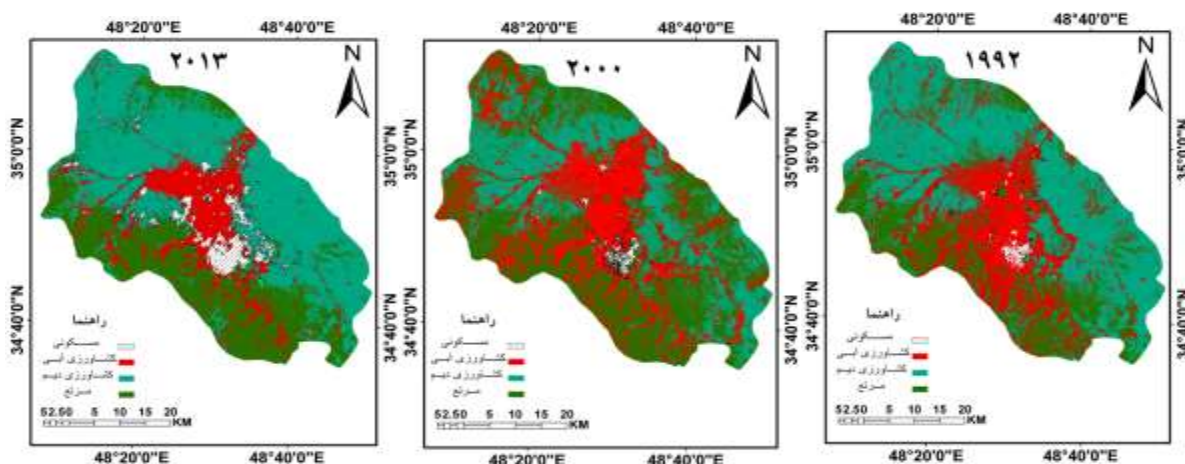 48°20'0"E 48°40'0"E
۲۰۱۳
N
35°0'0"N
34°40'0"N
35°0'0"N
34°40'0"N
راهنما
مسکونی
کشاورزی آبی
کشاورزی دیم
مرتع
52.50 5 10 15 20
KM
48°20'0"E 48°40'0"E
48°20'0"E 48°40'0"E
۲۰۰۰
N
35°0'0"N
34°40'0"N
راهنما
مسکونی
کشاورزی آبی
کشاورزی دیم
مرتع
52.50 5 10 15 20
KM
48°20'0"E 48°40'0"E
48°20'0"E 48°40'0"E
۱۹۹۲
N
35°0'0"N
34°40'0"N
راهنما
مسکونی
کشاورزی آبی
کشاورزی دیم
مرتع
52.50 5 10 15 20
KM
48°20'0"E 48°40'0"E